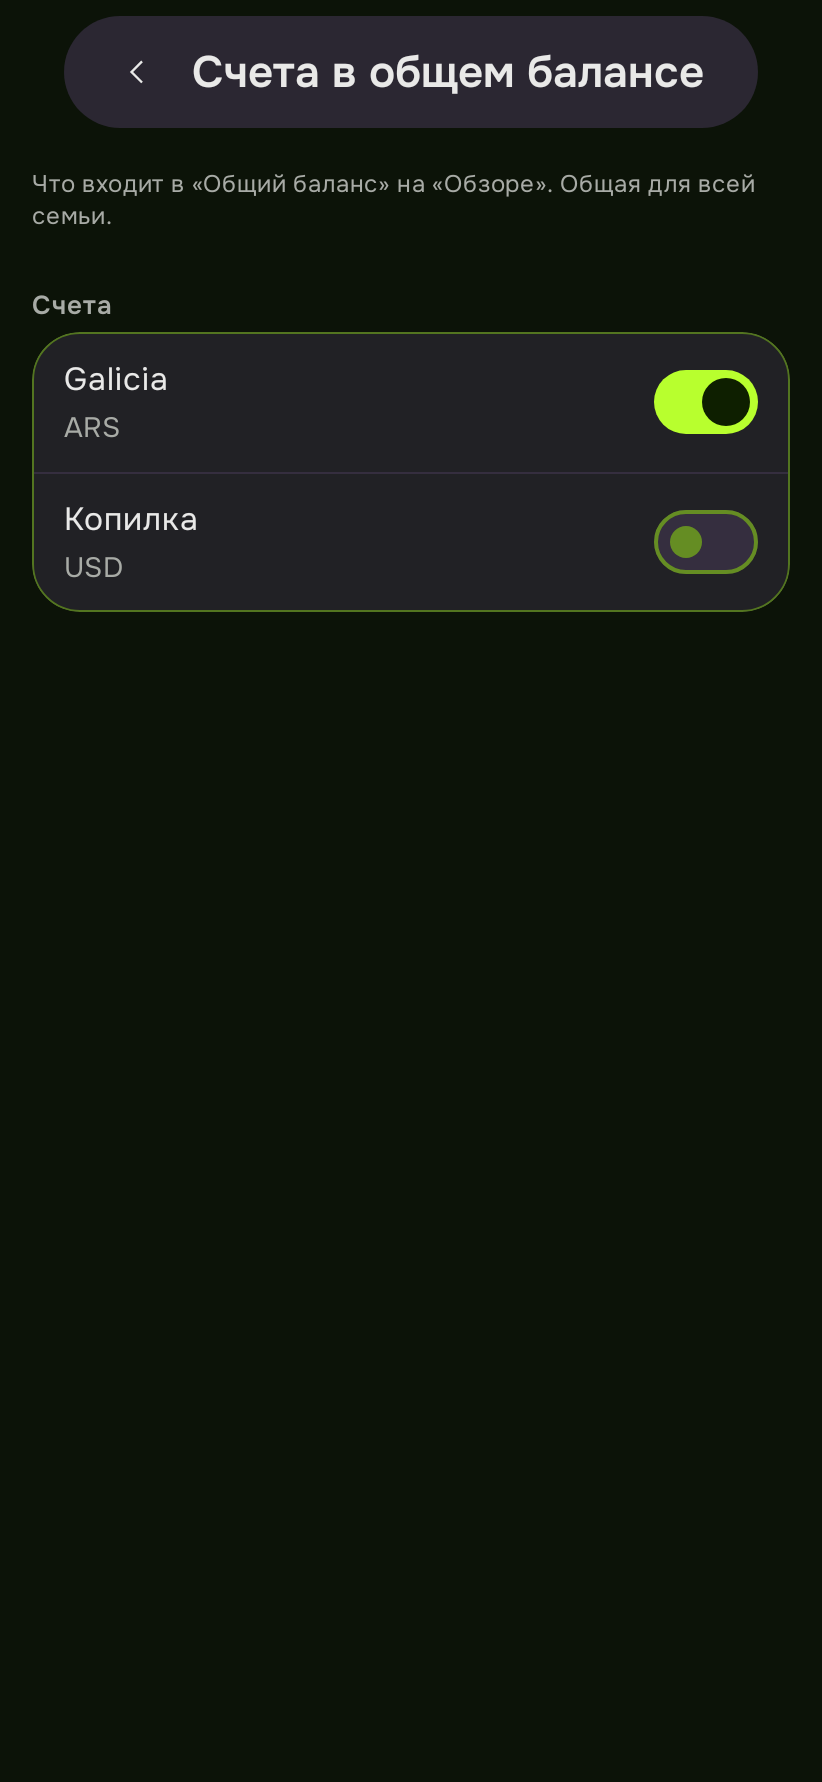 Счета в общем балансе
Что входит в «Общий баланс» на «Обзоре». Общая для всей
семьи.
Счета
Galicia
ARS
Копилка
USD